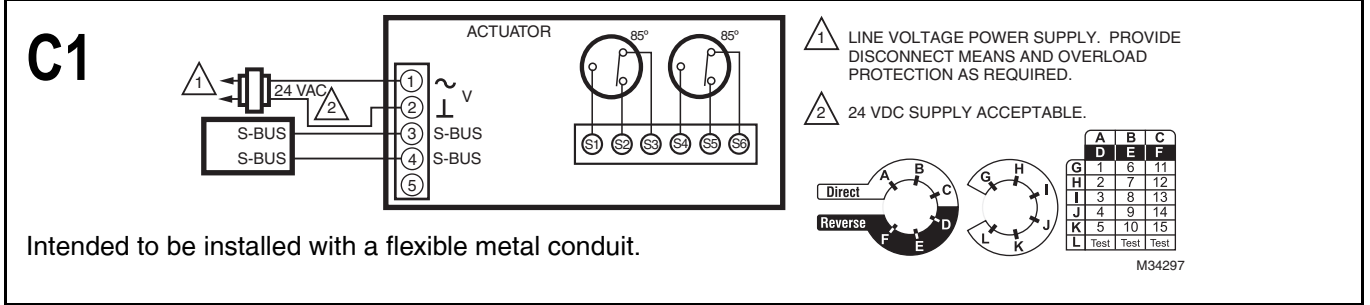 C1
ACTUATOR
85°
85°
1
24 VAC
2
1
2
3
4
5
V
S-BUS
S-BUS
S-BUS
S-BUS
S1 S2 S3 S4 S5 S6
1 LINE VOLTAGE POWER SUPPLY. PROVIDE
DISCONNECT MEANS AND OVERLOAD
PROTECTION AS REQUIRED.
2 24 VDC SUPPLY ACCEPTABLE.
Direct
Reverse
A B C D E F
G H I J K L
A B C
D E F
G 1 6 11
H 2 7 12
I 3 8 13
J 4 9 14
K 5 10 15
L Test Test Test
M34297
Intended to be installed with a flexible metal conduit.